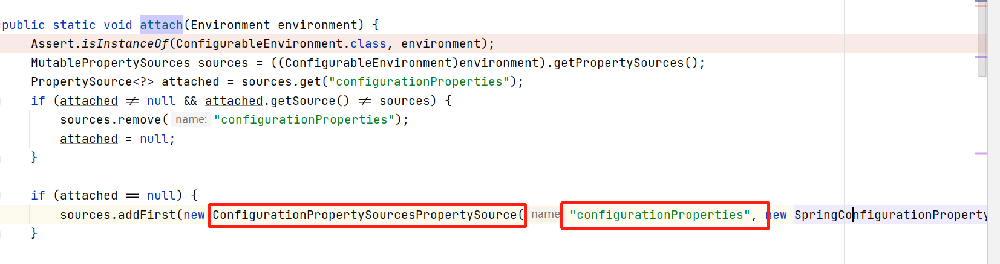 public static void attach(Environment environment) {
Assert.isInstanceOf(ConfigurableEnvironment.class, environment);
MutablePropertySources sources = ((ConfigurableEnvironment)environment).getPropertySources();
PropertySource<?> attached = sources.get("configurationProperties");
if (attached ≠ null && attached.getSource() ≠ sources) {
sources.remove( name: "configurationProperties");
attached = null;
}
if (attached == null) {
sources.addFirst(new ConfigurationPropertySourcesPropertySource( name "configurationProperties", new SpringConfigurationProperty
}